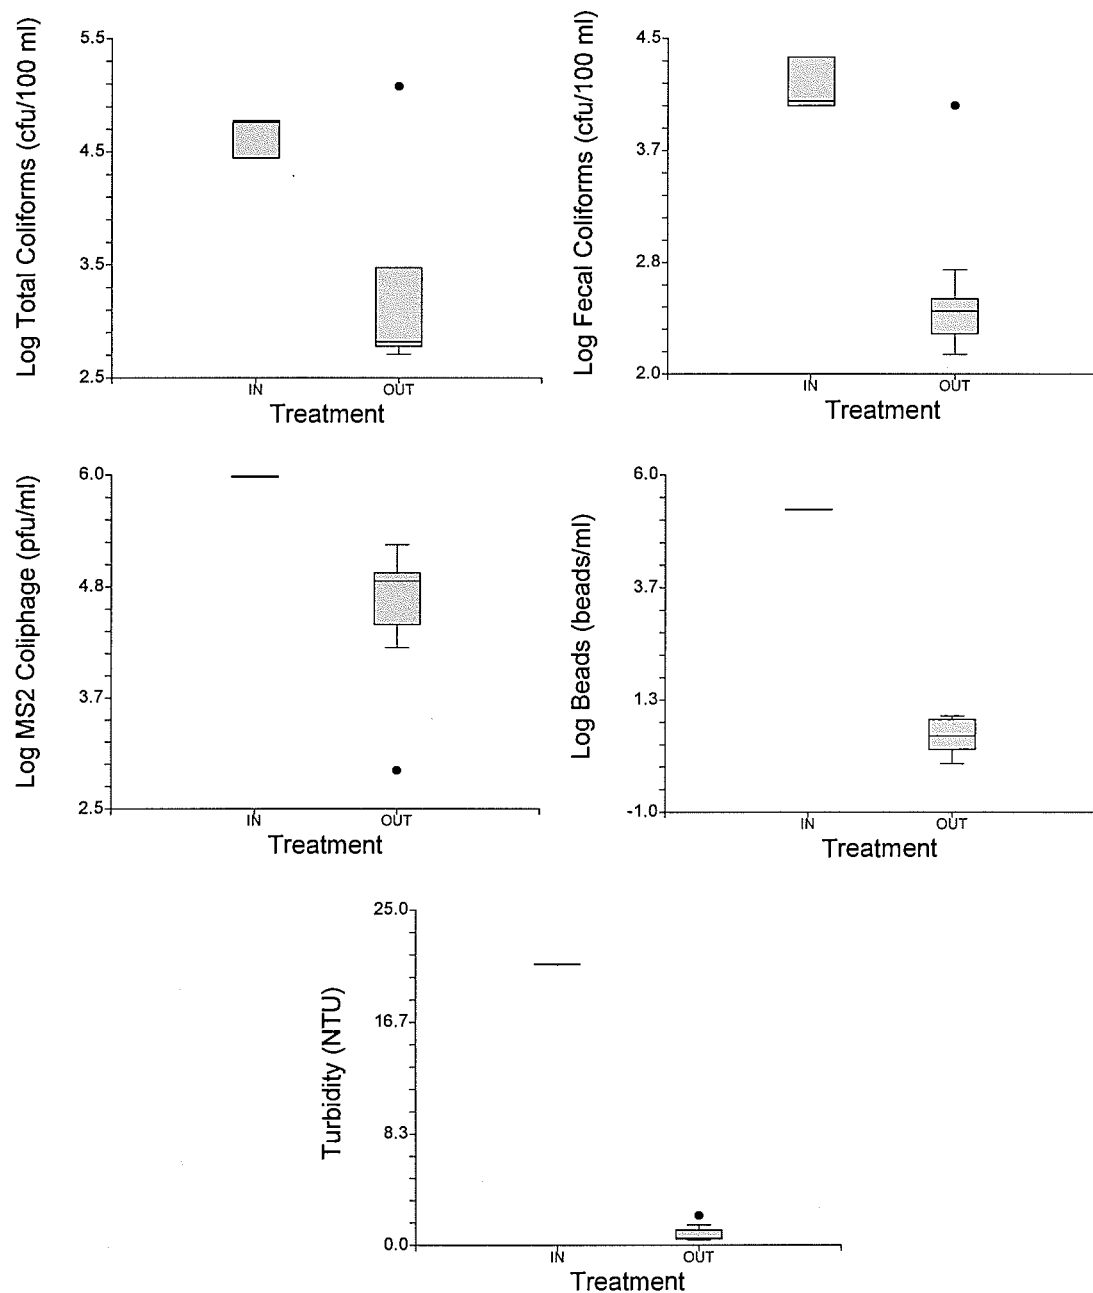 Log Total Coliforms (cfu/100 ml)
5.5
4.5
3.5
2.5
IN
OUT
Treatment
Log Fecal Coliforms (cfu/100 ml)
4.5
3.7
2.8
2.0
IN
OUT
Treatment
Log MS2 Coliphage (pfu/ml)
6.0
4.8
3.7
2.5
IN
OUT
Treatment
Log Beads (beads/ml)
6.0
3.7
1.3
-1.0
IN
OUT
Treatment
Turbidity (NTU)
25.0
16.7
8.3
0.0
IN
OUT
Treatment